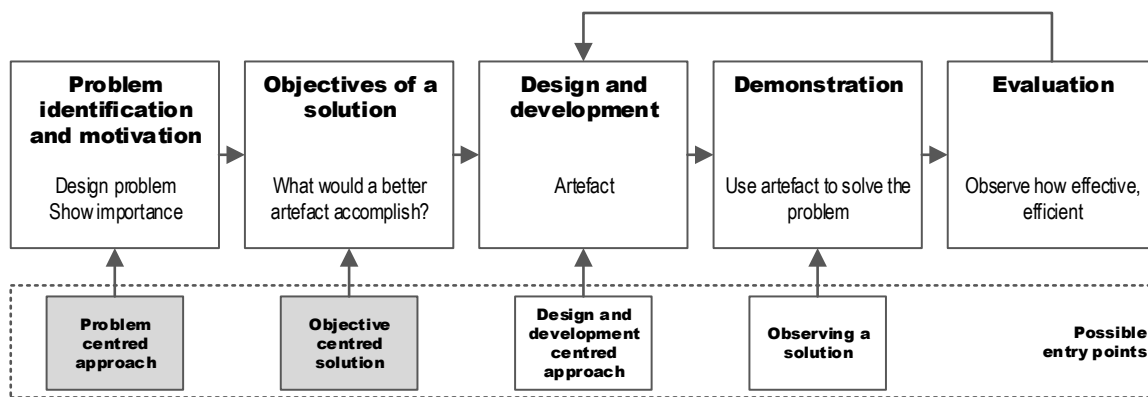 Problem
identification
and motivation
Design problem
Show importance
Objectives of a
solution
What would a better
artefact accomplish?
Design and
development
Artefact
Demonstration
Use artefact to solve the
problem
Evaluation
Observe how effective,
efficient
Problem
centred
approach
Objective
centred
solution
Design and
development
centred
approach
Observing a
solution
Possible
entry points